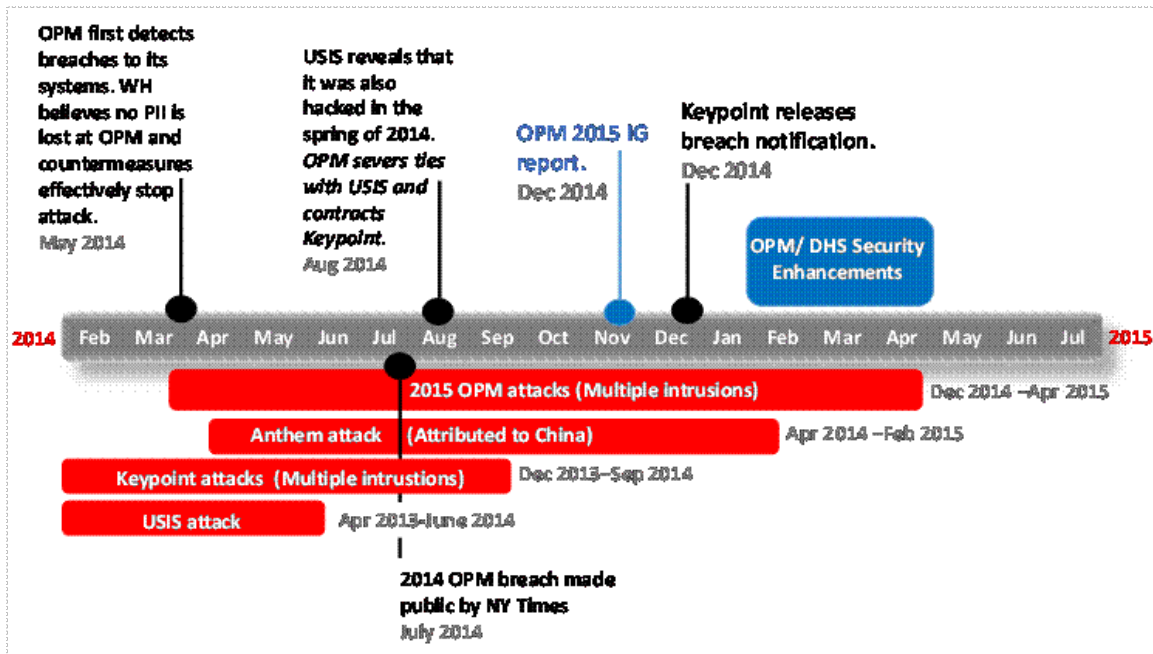 OPM first detects
breaches to its
systems. WH
believes no PII is
lost at OPM and
countermeasures
effectively stop
attack.
May 2014
USIS reveals that
it was also
hacked in the
spring of 2014.
OPM severs ties
with USIS and
contracts
Keypoint.
Aug 2014
OPM 2015 IG
report.
Dec 2014
Keypoint releases
breach notification.
Dec 2014
OPM/ DHS Security
Enhancements
2014 Feb Mar Apr May Jun Jul Aug Sep Oct Nov Dec Jan Feb Mar Apr May Jun Jul 2015
2015 OPM attacks (Multiple intrusions)
Dec 2014 –Apr 2015
Anthem attack (Attributed to China)
Apr 2014 –Feb 2015
Keypoint attacks (Multiple intrustions)
Dec 2013–Sep 2014
USIS attack
Apr 2013-June 2014
2014 OPM breach made
public by NY Times
July 2014